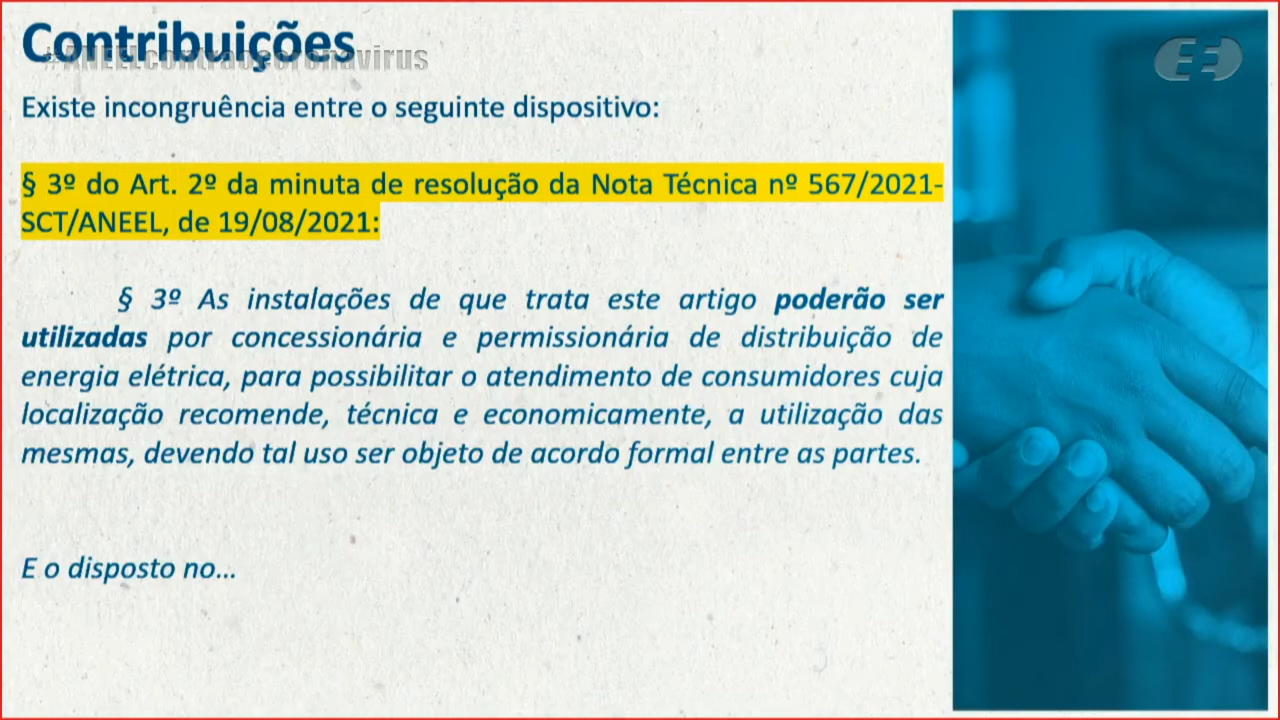 Contribuições
#ANEELcontraocoronavirus
Existe incongruência entre o seguinte dispositivo:
§ 3º do Art. 2º da minuta de resolução da Nota Técnica nº 567/2021-
SCT/ANEEL, de 19/08/2021:
§ 3º As instalações de que trata este artigo poderão ser
utilizadas por concessionária e permissionária de distribuição de
energia elétrica, para possibilitar o atendimento de consumidores cuja
localização recomende, técnica e economicamente, a utilização das
mesmas, devendo tal uso ser objeto de acordo formal entre as partes.
E o disposto no...